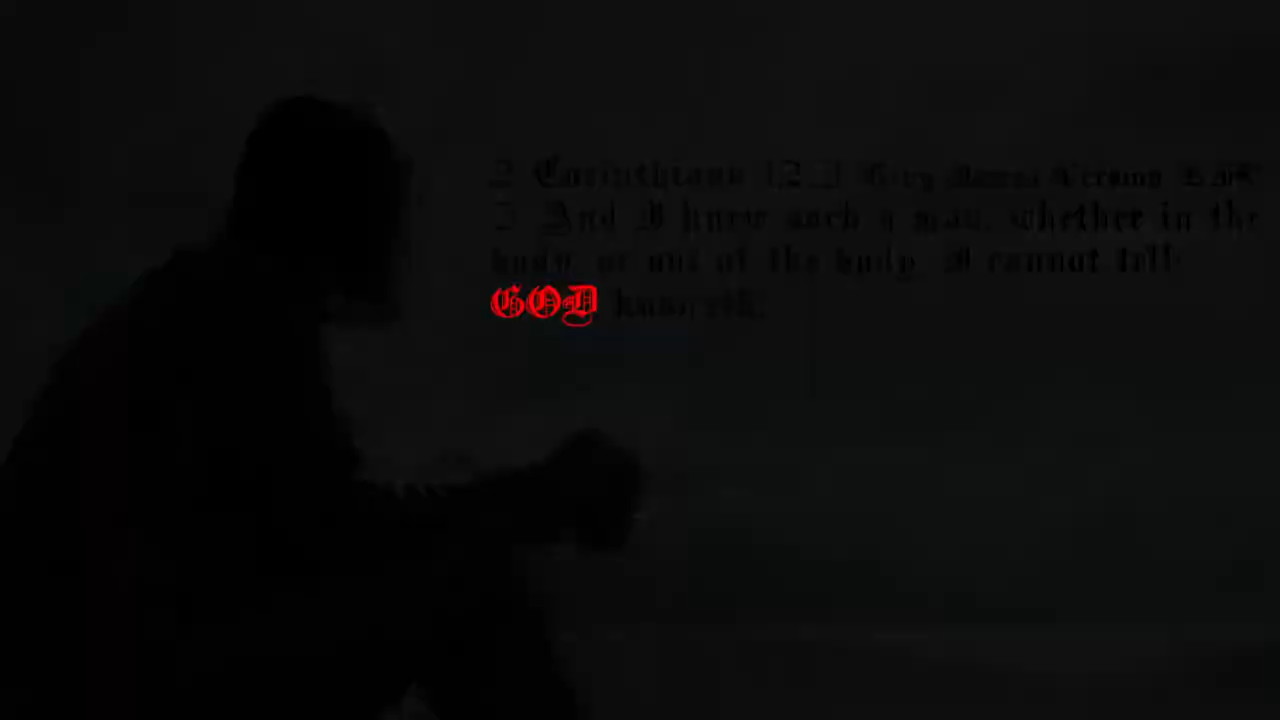 2 Corinthians 12:3 King James Version KJV
3 And I knew such a man, whether in the
body, or out of the body, I cannot tell:
GOD knoweth;